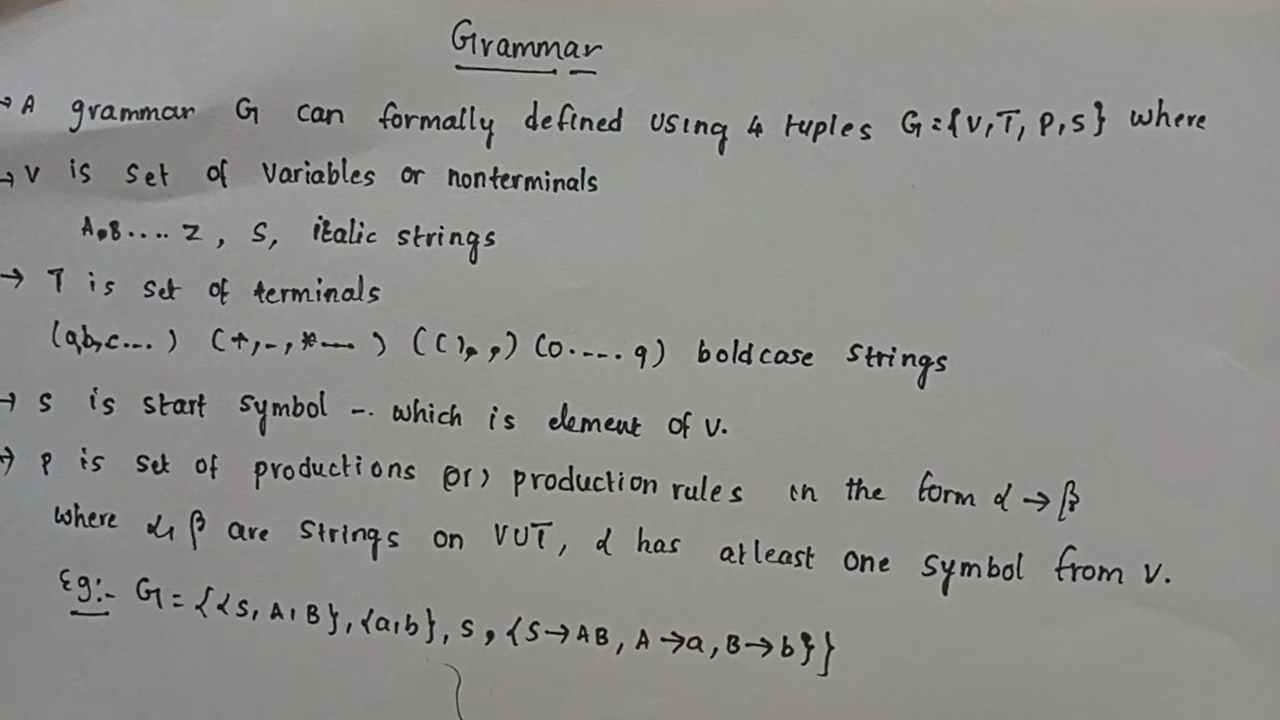 Grammar
→ A grammar G can formally defined using 4 tuples G={V,T, P,S} where
→ V is set of Variables or nonterminals
A,B.... Z, S, italic strings
→ T is set of terminals
(a,b,c...) (+,-,*---) ((),,) (0....9) boldcase strings
→ S is start symbol -. which is element of V.
→ P is set of productions (or) production rules in the form α→β
where α, β are strings on VUT, α has atleast one symbol from V.
Eg:- G={{S, A, B}, {a,b}, S, {S→AB, A→a, B→b}}